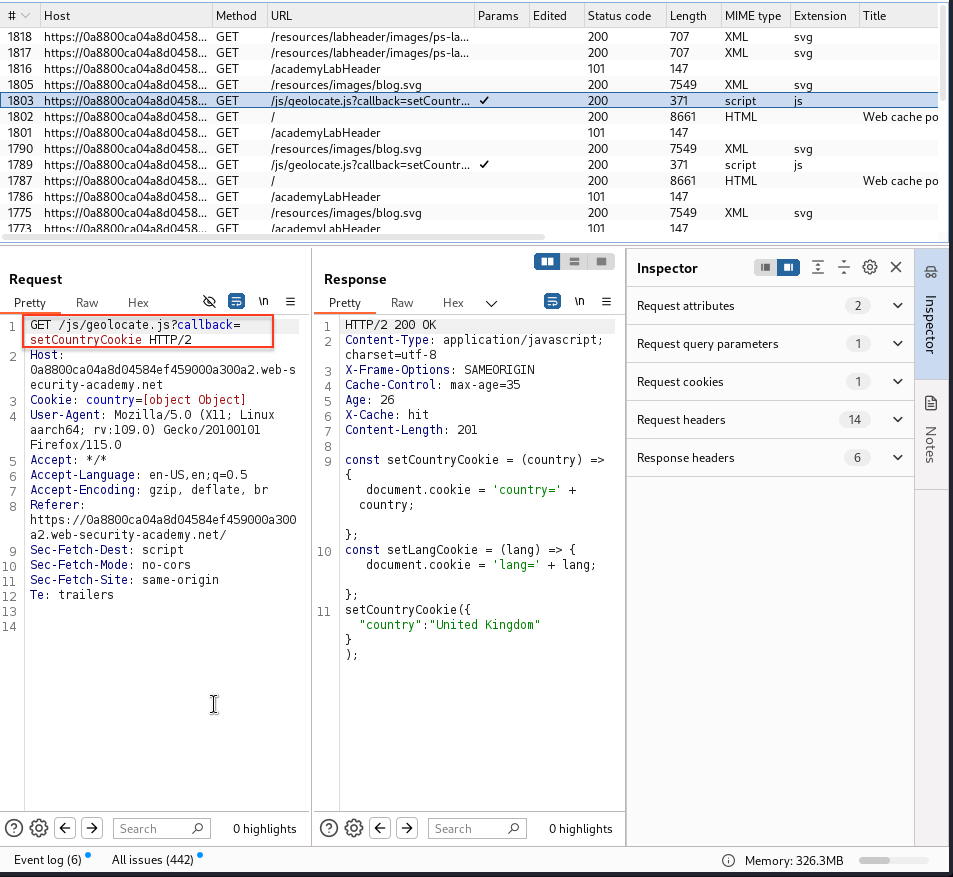 # Host Method URL Params Edited Status code Length MIME type Extension Title
1818 https://0a8800ca04a8d0458... GET /resources/labheader/images/ps-la... 200 707 XML svg
1817 https://0a8800ca04a8d0458... GET /resources/labheader/images/ps-la... 200 707 XML svg
1816 https://0a8800ca04a8d0458... GET /academyLabHeader 101 147
1805 https://0a8800ca04a8d0458... GET /resources/images/blog.svg 200 7549 XML svg
1803 https://0a8800ca04a8d0458... GET /js/geolocate.js?callback=setCountr... ✓ 200 371 script js
1802 https://0a8800ca04a8d0458... GET / 200 8661 HTML Web cache po
1801 https://0a8800ca04a8d0458... GET /academyLabHeader 101 147
1790 https://0a8800ca04a8d0458... GET /resources/images/blog.svg 200 7549 XML svg
1789 https://0a8800ca04a8d0458... GET /js/geolocate.js?callback=setCountr... ✓ 200 371 script js
1787 https://0a8800ca04a8d0458... GET / 200 8661 HTML Web cache po
1786 https://0a8800ca04a8d0458... GET /academyLabHeader 101 147
1775 https://0a8800ca04a8d0458... GET /resources/images/blog.svg 200 7549 XML svg
1773 https://0a8800ca04a8d0458... GET /academyLabHeader 101 147
Request
Pretty Raw Hex \n
1 GET /js/geolocate.js?callback=
setCountryCookie HTTP/2
2 Host:
0a8800ca04a8d04584ef459000a300a2.web-s
ecurity-academy.net
3 Cookie: country=[object Object]
4 User-Agent: Mozilla/5.0 (X11; Linux
aarch64; rv:109.0) Gecko/20100101
Firefox/115.0
5 Accept: */*
6 Accept-Language: en-US,en;q=0.5
7 Accept-Encoding: gzip, deflate, br
8 Referer:
https://0a8800ca04a8d04584ef459000a300
a2.web-security-academy.net/
9 Sec-Fetch-Dest: script
10 Sec-Fetch-Mode: no-cors
11 Sec-Fetch-Site: same-origin
12 Te: trailers
13
14
Search 0 highlights
Response
Pretty Raw Hex \n
1 HTTP/2 200 OK
2 Content-Type: application/javascript;
charset=utf-8
3 X-Frame-Options: SAMEORIGIN
4 Cache-Control: max-age=35
5 Age: 26
6 X-Cache: hit
7 Content-Length: 201
8
9 const setCountryCookie = (country) =>
{
document.cookie = 'country=' +
country;
};
10 const setLangCookie = (lang) => {
document.cookie = 'lang=' + lang;
};
11 setCountryCookie({
"country":"United Kingdom"
}
);
Search 0 highlights
Inspector
Request attributes 2
Request query parameters 1
Request cookies 1
Request headers 14
Response headers 6
Inspector
Notes
Event log (6) All issues (442) Memory: 326.3MB